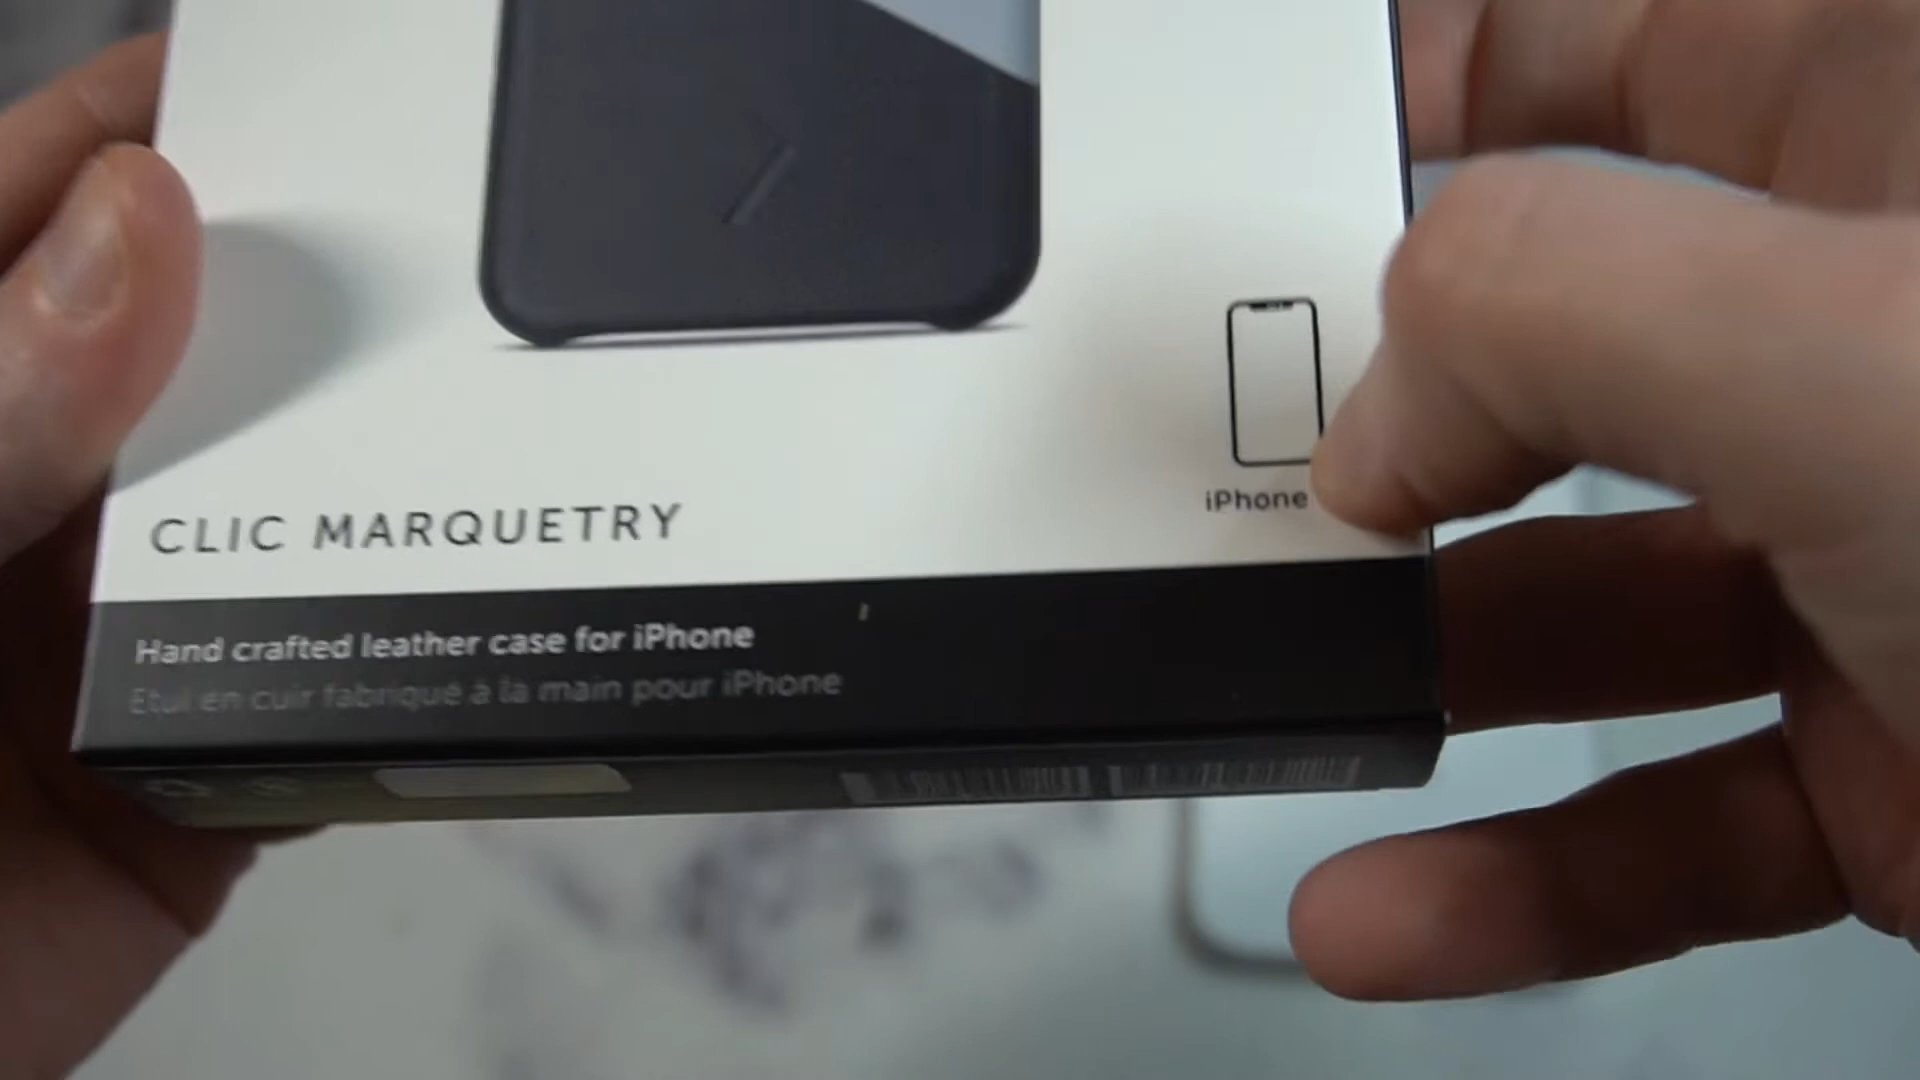 iPhone
CLIC MARQUETRY
Hand crafted leather case for iPhone
Etui en cuir fabriqué à la main pour iPhone